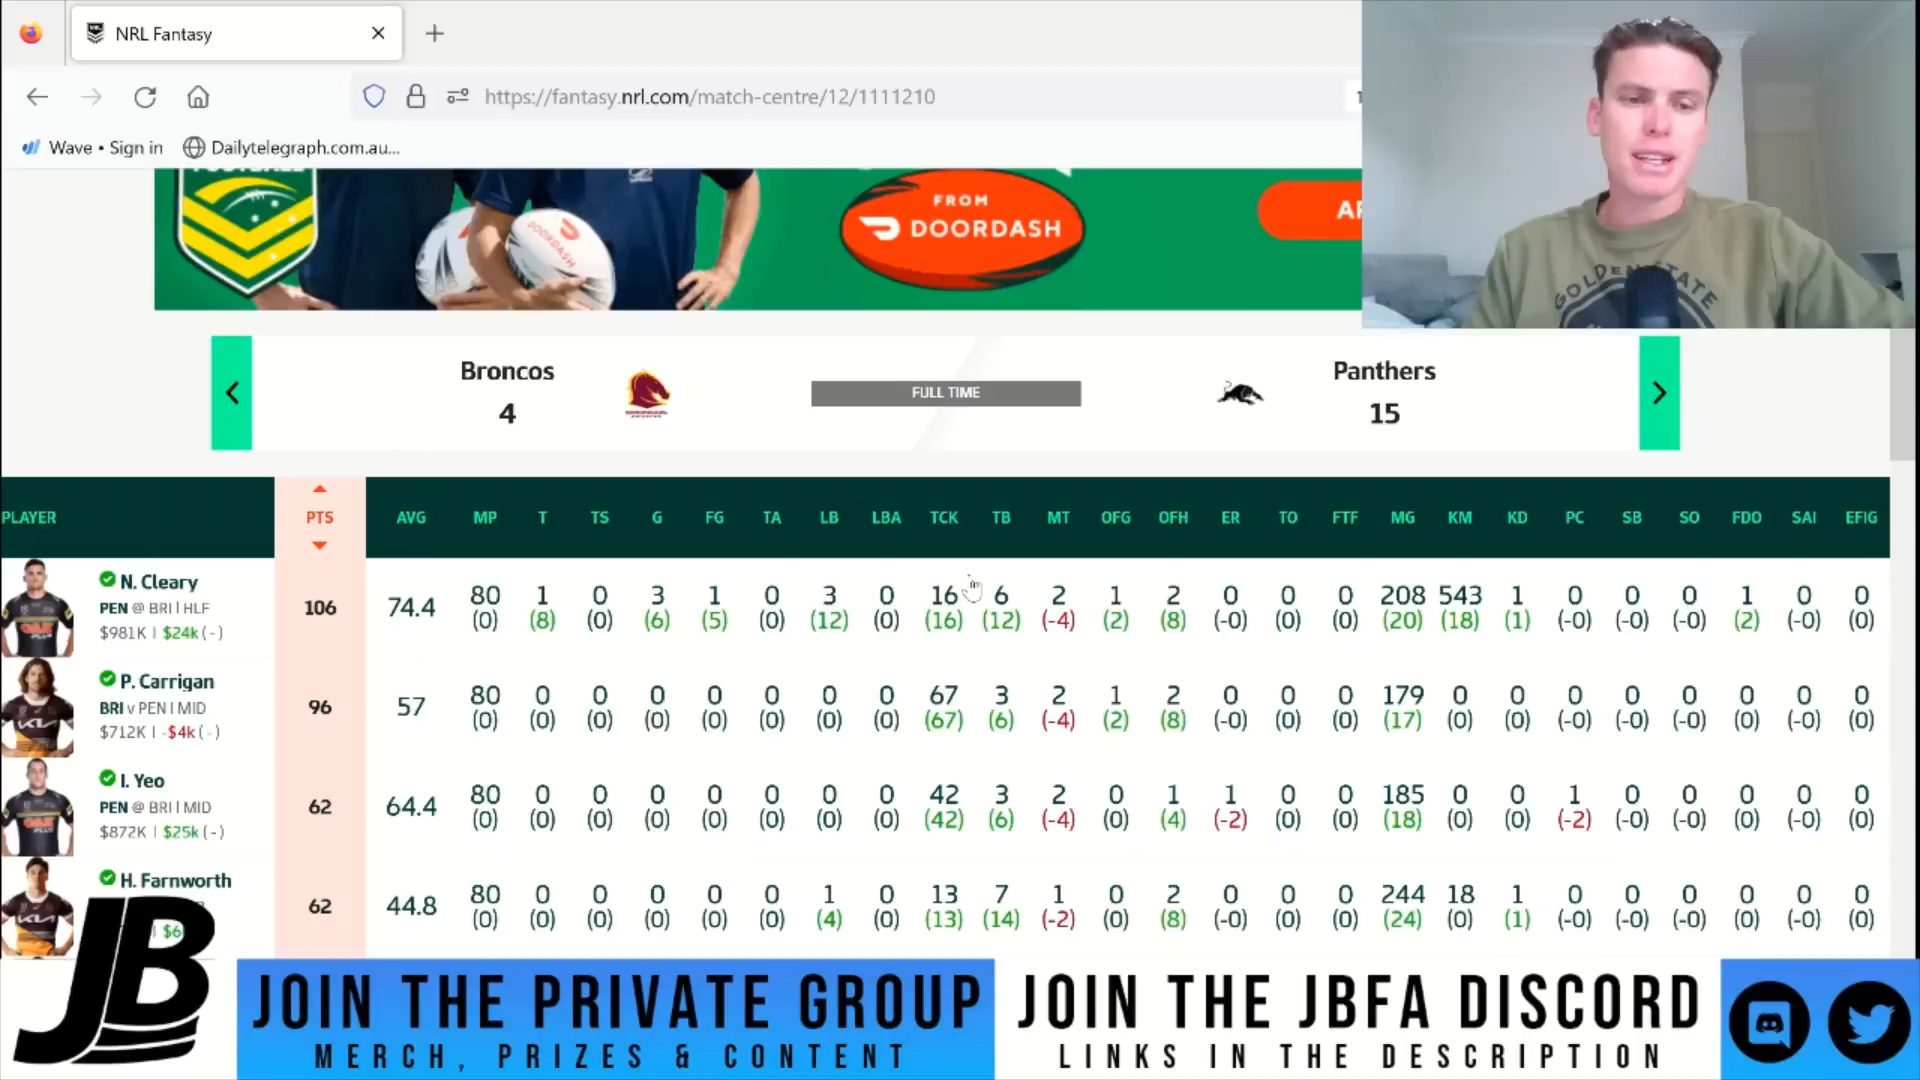 NRL Fantasy
https://fantasy.nrl.com/match-centre/12/1111210
Wave • Sign in Dailytelegraph.com.au...
FROM
DOORDASH
DOORDASH
Broncos
4
FULL TIME
Panthers
15
PLAYER PTS AVG MP T TS G FG TA LB LBA TCK TB MT OFG OFH ER TO FTF MG KM KD PC SB SO FDO SAI EFIG
N. Cleary
PEN @ BRI | HLF
$981K | $24k (-)
106 74.4 80 1 0 3 1 0 3 0 16 6 2 1 2 0 0 0 208 543 1 0 0 0 1 0 0
(0) (8) (0) (6) (5) (0) (12) (0) (16) (12) (-4) (2) (8) (-0) (0) (0) (20) (18) (1) (-0) (-0) (-0) (2) (-0) (0)
P. Carrigan
BRI v PEN | MID
$712K | -$4k (-)
96 57 80 0 0 0 0 0 0 0 67 3 2 1 2 0 0 0 179 0 0 0 0 0 0 0 0
(0) (0) (0) (0) (0) (0) (0) (0) (67) (6) (-4) (2) (8) (-0) (0) (0) (17) (0) (0) (-0) (-0) (-0) (0) (-0) (0)
I. Yeo
PEN @ BRI | MID
$872K | $25k (-)
62 64.4 80 0 0 0 0 0 0 0 42 3 2 0 1 1 0 0 185 0 0 1 0 0 0 0 0
(0) (0) (0) (0) (0) (0) (0) (0) (42) (6) (-4) (0) (4) (-2) (0) (0) (18) (0) (0) (-2) (-0) (-0) (0) (-0) (0)
H. Farnworth
62 44.8 80 0 0 0 0 0 1 0 13 7 1 0 2 0 0 0 244 18 1 0 0 0 0 0 0
(0) (0) (0) (0) (0) (0) (4) (0) (13) (14) (-2) (0) (8) (-0) (0) (0) (24) (0) (1) (-0) (-0) (-0) (0) (-0) (0)
JB
JOIN THE PRIVATE GROUP
MERCH, PRIZES & CONTENT
JOIN THE JBFA DISCORD
LINKS IN THE DESCRIPTION